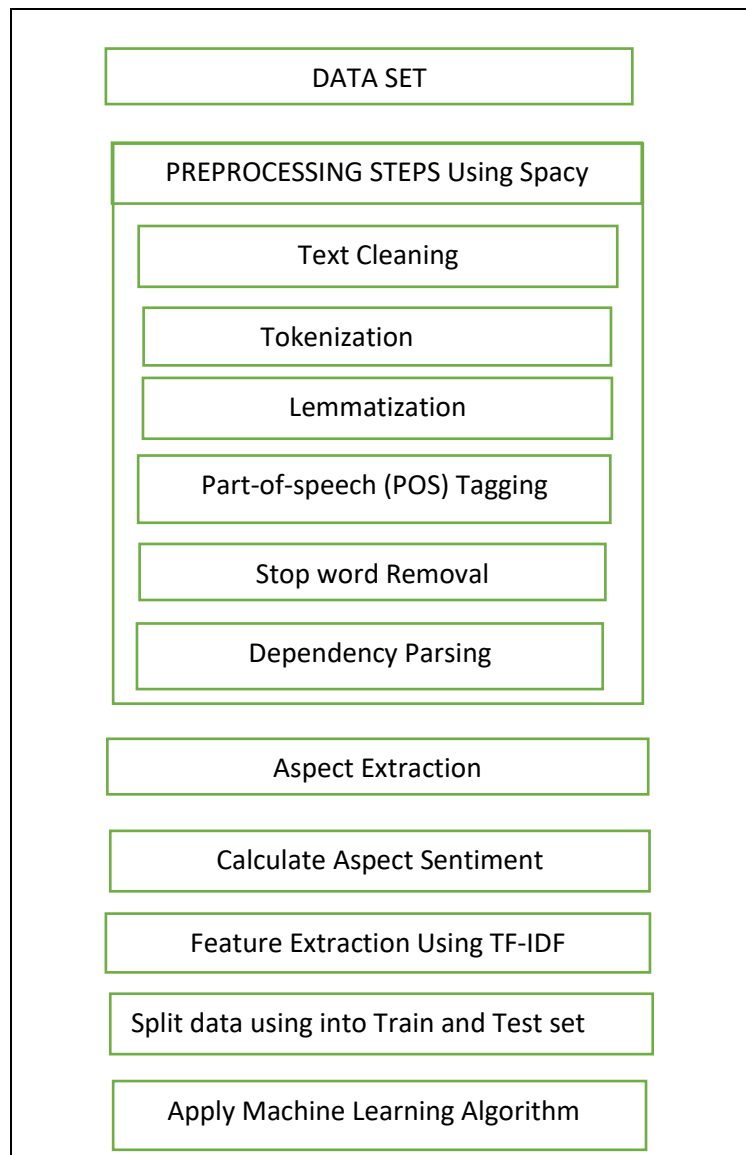 DATA SET
PREPROCESSING STEPS Using Spacy
Text Cleaning
Tokenization
Lemmatization
Part-of-speech (POS) Tagging
Stop word Removal
Dependency Parsing
Aspect Extraction
Calculate Aspect Sentiment
Feature Extraction Using TF-IDF
Split data using into Train and Test set
Apply Machine Learning Algorithm